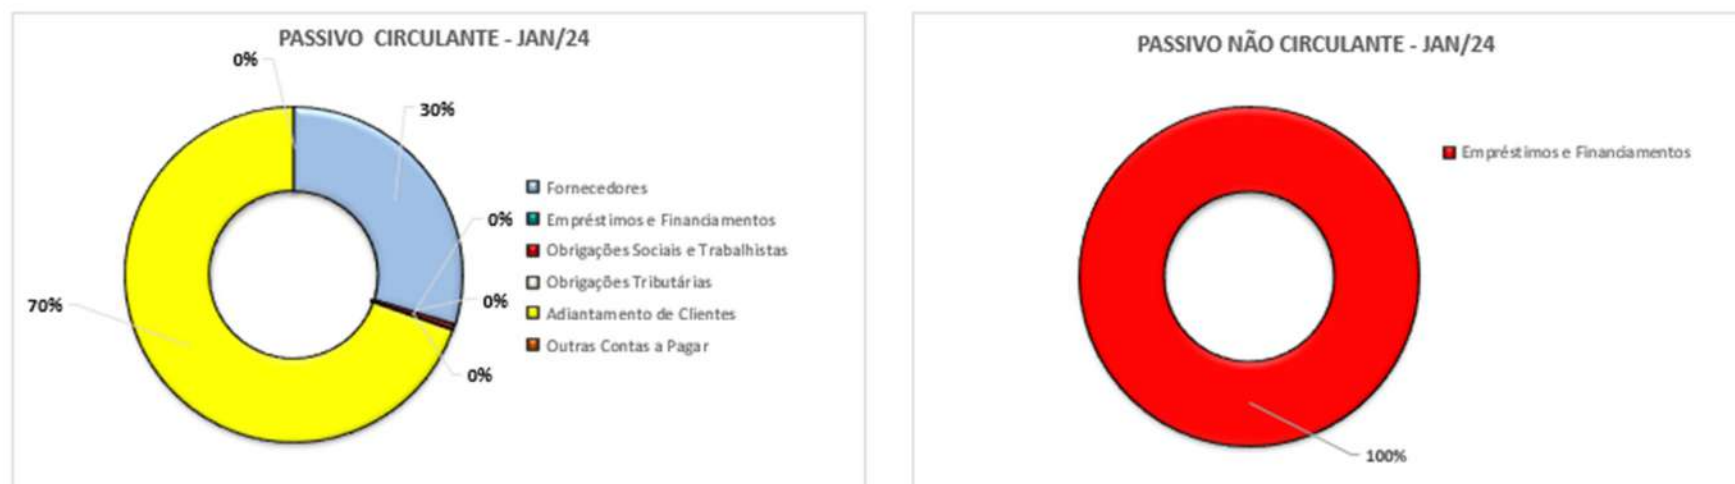 PASSIVO CIRCULANTE - JAN/24
0%
30%
Fornecedores
0%
Empréstimos e Financiamentos
Obrigações Sociais e Trabalhistas
Obrigações Tributárias
0%
70%
Adiantamento de Clientes
Outras Contas a Pagar
0%
PASSIVO NÃO CIRCULANTE - JAN/24
Empréstimos e Financiamentos
100%